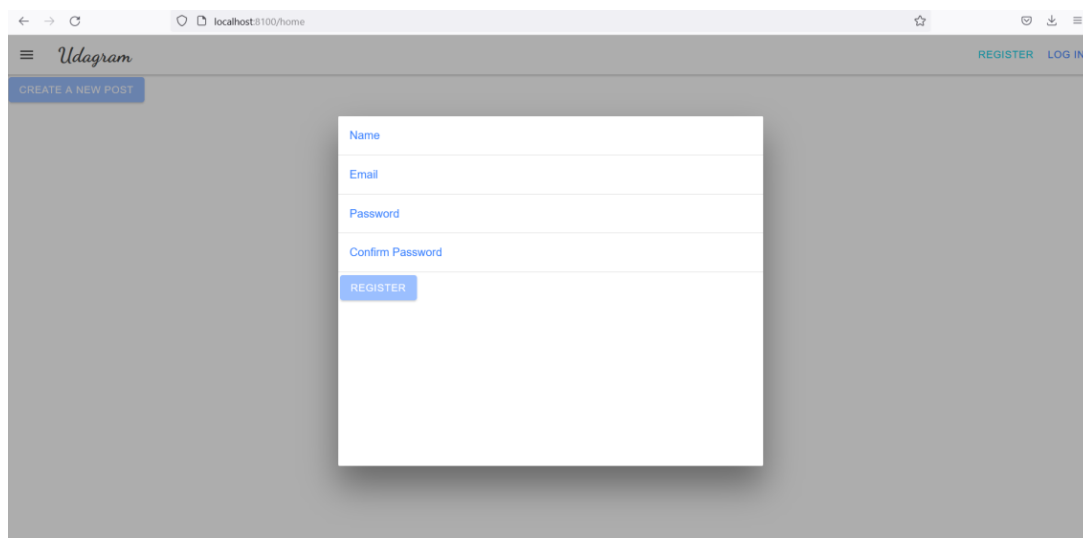 localhost:8100/home
Udagram
REGISTER LOG IN
CREATE A NEW POST
Name
Email
Password
Confirm Password
REGISTER